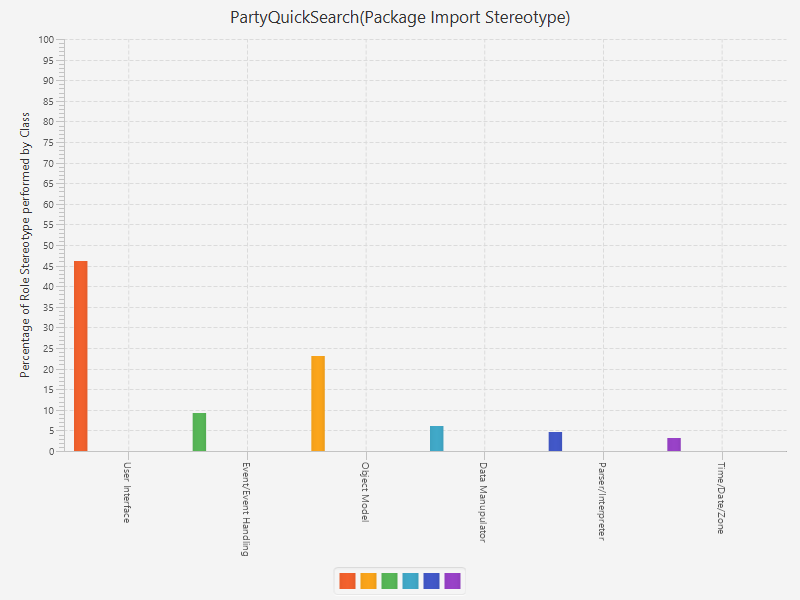 PartyQuickSearch(Package Import Stereotype)
Percentage of Role Stereotype performed by Class
100
95
90
85
80
75
70
65
60
55
50
45
40
35
30
25
20
15
10
5
0
User Interface
Event/Event Handling
Object Model
Data Manupulator
Parser/Interpreter
Time/Date/Zone